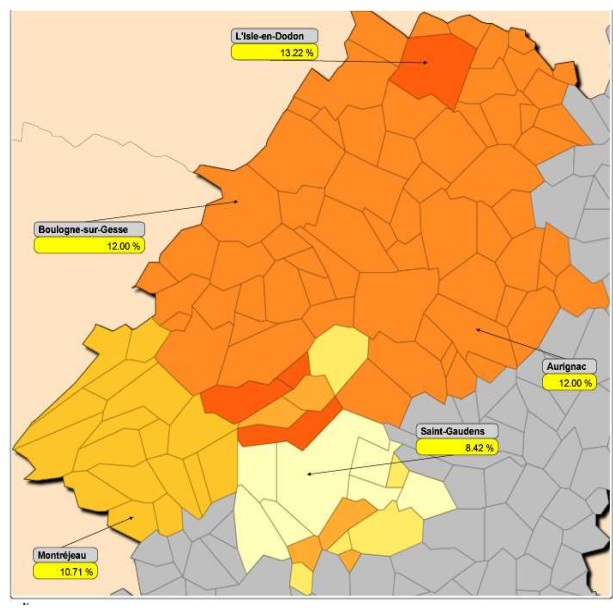 L'Isle-en-Dodon
13.22 %
Boulogne-sur-Gesse
12.00 %
Aurignac
12.00 %
Saint-Gaudens
8.42 %
Montréjeau
10.71 %